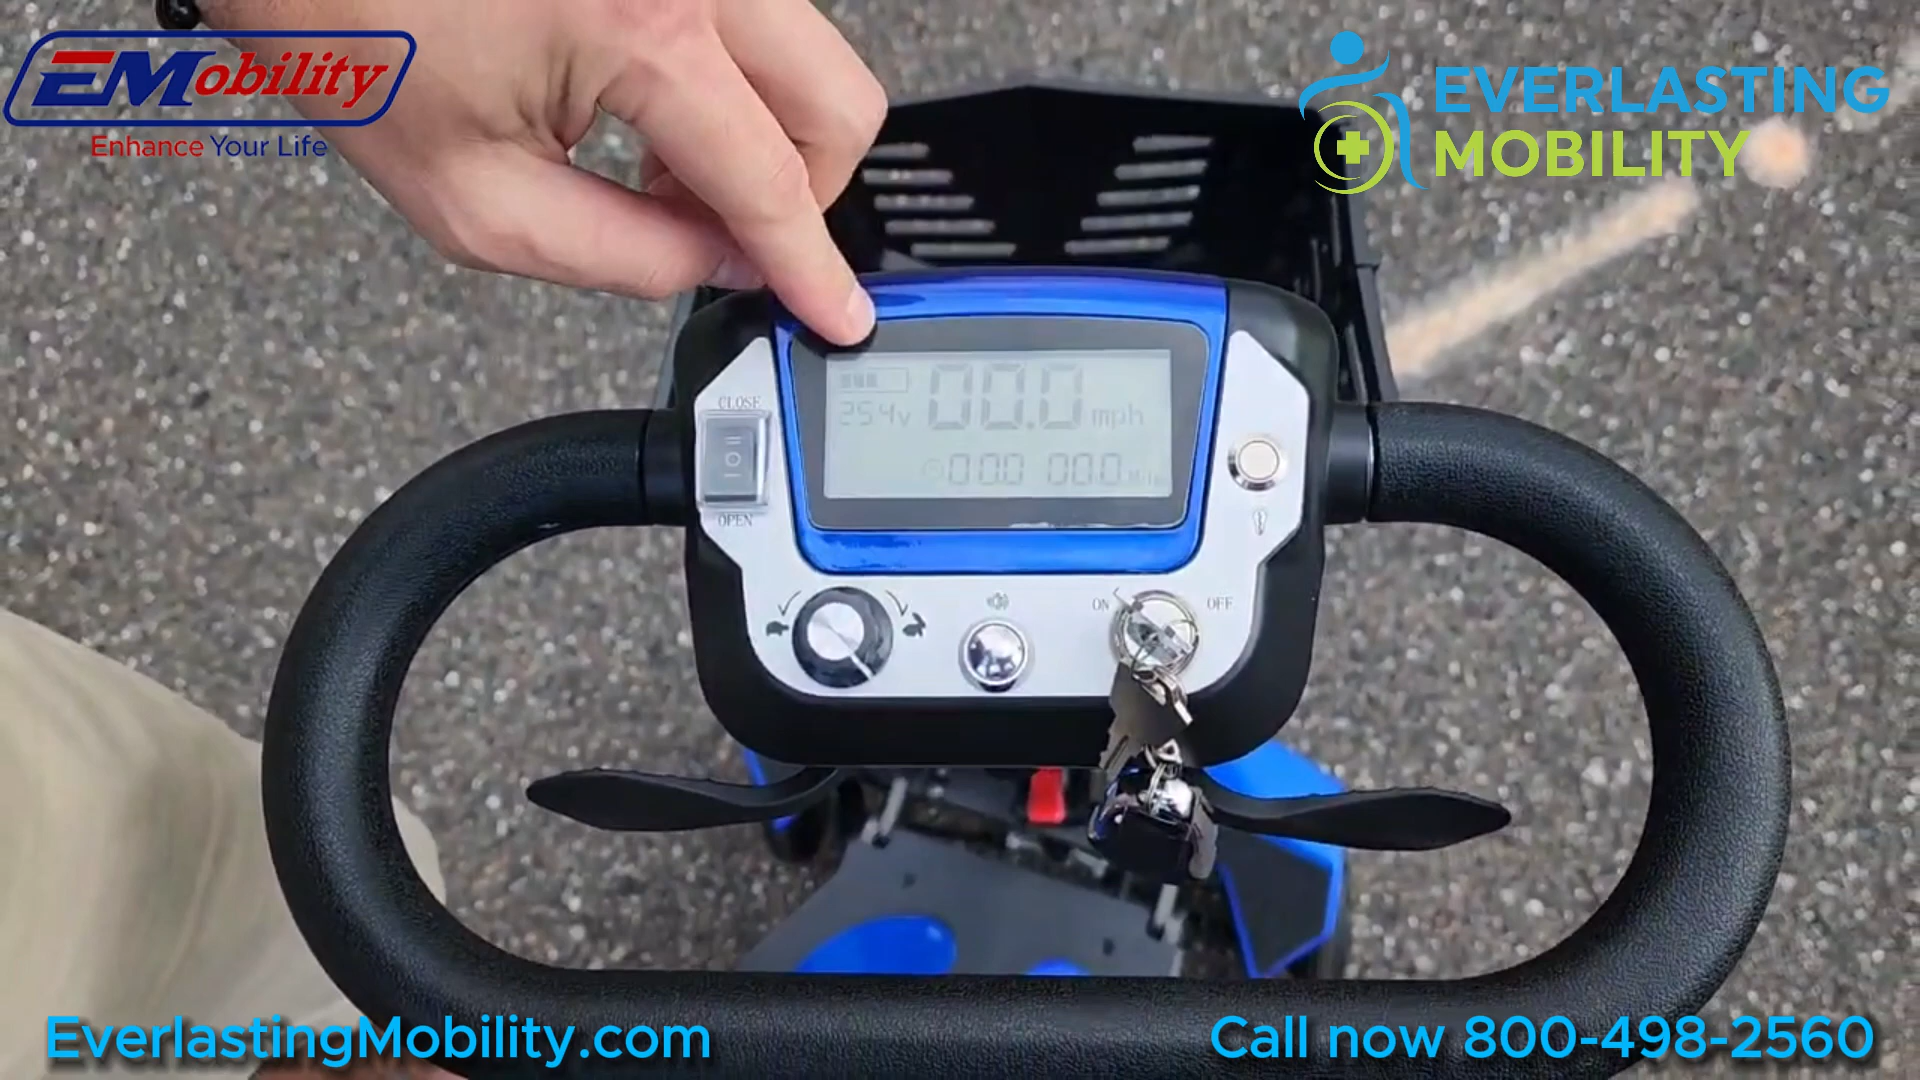 EMobility
Enhance Your Life
EVERLASTING
MOBILITY
CLOSE
OPEN
25.4v
00.0 mph
00.0 00.0
ON
OFF
EverlastingMobility.com
Call now 800-498-2560